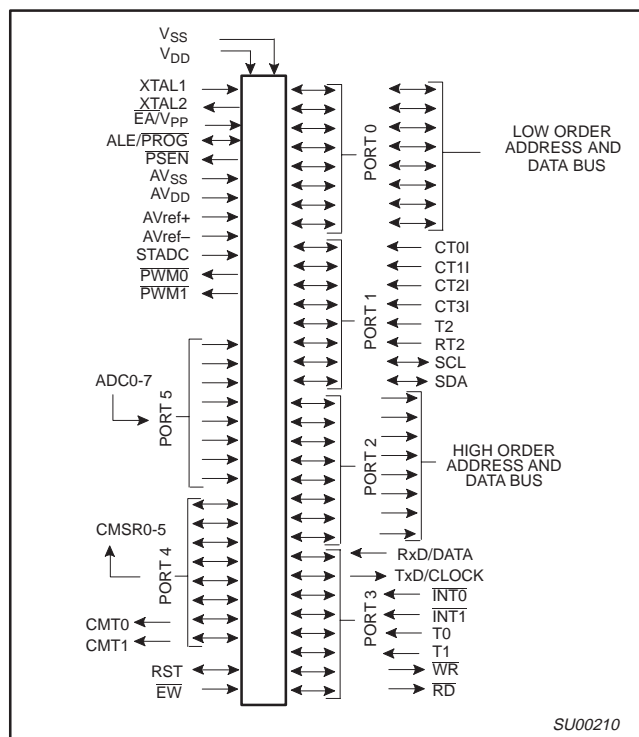 VSS
VDD
XTAL1
XTAL2
EA/VPP
ALE/PROG
PSEN
AVSS
AVDD
AVref+
AVref–
STADC
PWM0
PWM1
ADC0-7
PORT 5
CMSR0-5
PORT 4
CMT0
CMT1
RST
EW
PORT 0
LOW ORDER
ADDRESS AND
DATA BUS
PORT 1
CT0I
CT1I
CT2I
CT3I
T2
RT2
SCL
SDA
PORT 2
HIGH ORDER
ADDRESS AND
DATA BUS
PORT 3
RxD/DATA
TxD/CLOCK
INT0
INT1
T0
T1
WR
RD
SU00210